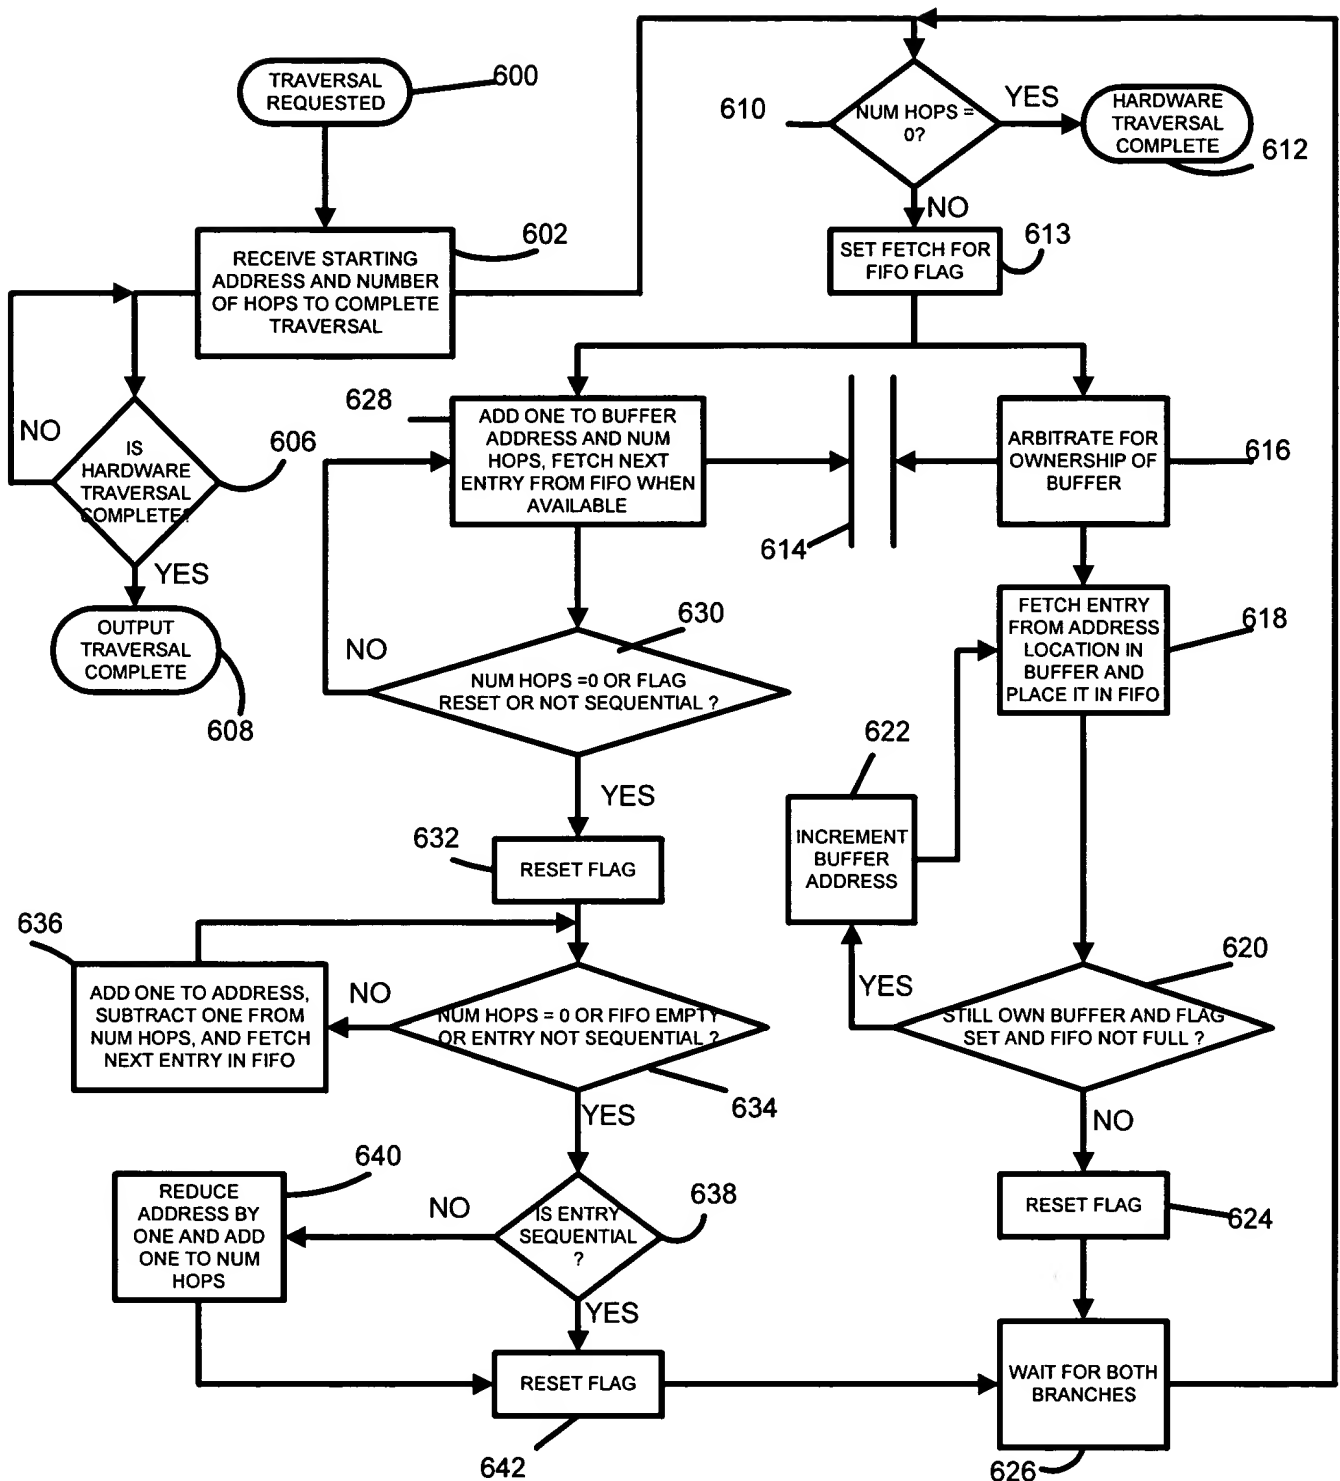 TRAVERSAL
REQUESTED
600
RECEIVE STARTING
ADDRESS AND NUMBER
OF HOPS TO COMPLETE
TRAVERSAL
602
NO
IS
HARDWARE
TRAVERSAL
COMPLETE?
606
YES
OUTPUT
TRAVERSAL
COMPLETE
608
610
NUM HOPS =
0?
YES
HARDWARE
TRAVERSAL
COMPLETE
612
NO
SET FETCH FOR
FIFO FLAG
613
628
ADD ONE TO BUFFER
ADDRESS AND NUM
HOPS, FETCH NEXT
ENTRY FROM FIFO WHEN
AVAILABLE
614
ARBITRATE FOR
OWNERSHIP OF
BUFFER
616
630
NO
NUM HOPS =0 OR FLAG
RESET OR NOT SEQUENTIAL ?
YES
FETCH ENTRY
FROM ADDRESS
LOCATION IN
BUFFER AND
PLACE IT IN FIFO
618
622
INCREMENT
BUFFER
ADDRESS
632
RESET FLAG
636
ADD ONE TO ADDRESS,
SUBTRACT ONE FROM
NUM HOPS, AND FETCH
NEXT ENTRY IN FIFO
NO
NUM HOPS = 0 OR FIFO EMPTY
OR ENTRY NOT SEQUENTIAL ?
634
YES
YES
620
STILL OWN BUFFER AND FLAG
SET AND FIFO NOT FULL ?
NO
640
REDUCE
ADDRESS BY
ONE AND ADD
ONE TO NUM
HOPS
NO
IS ENTRY
SEQUENTIAL
?
638
YES
RESET FLAG
624
RESET FLAG
642
WAIT FOR BOTH
BRANCHES
626